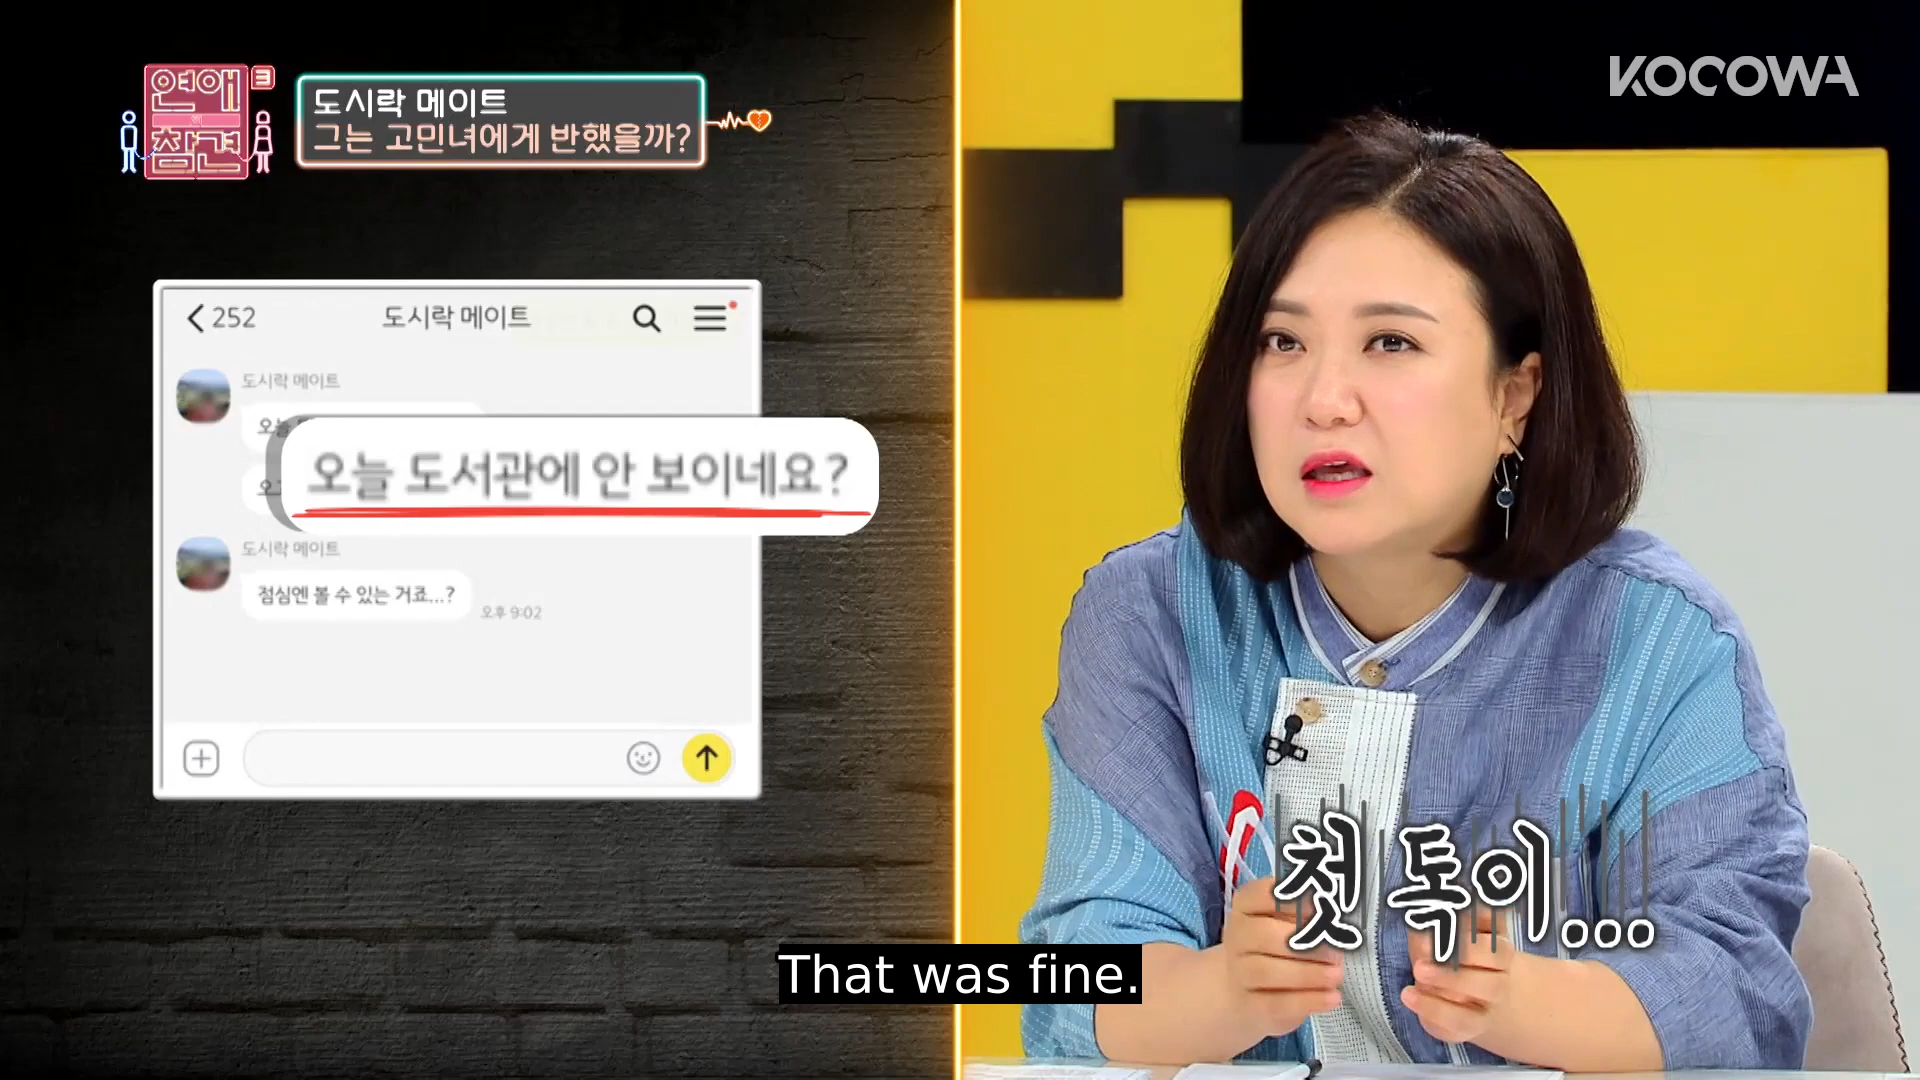 연애의 참견 3
도시락 메이트
그는 고민녀에게 반했을까?
KOCOWA
252
도시락 메이트
도시락 메이트
오늘
오늘 도서관에 안 보이네요?
도시락 메이트
점심엔 볼 수 있는 거죠...?
오후 9:02
첫 톡이...
That was fine.